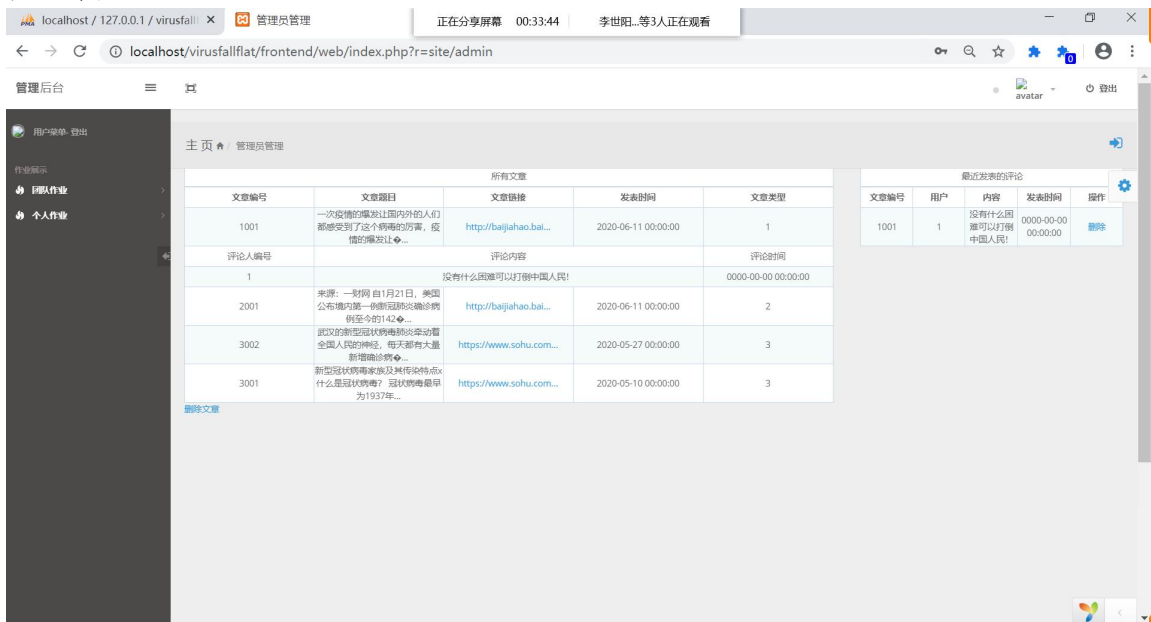 localhost / 127.0.0.1 / virusfall
管理员管理
正在分享屏幕 00:33:44 李世阳...等3人正在观看
localhost/virusfallflat/frontend/web/index.php?r=site/admin
0
管理后台
avatar
登出
用户菜单- 登出
主页 / 管理员管理
作业展示
团队作业
个人作业
所有文章
文章编号 文章题目 文章链接 发表时间 文章类型
1001 一次疫情的爆发让国内外的人们 http://baijiahao.bai... 2020-06-11 00:00:00 1
都感受到了这个病毒的厉害，疫
情的爆发让�...
评论人编号 评论内容 评论时间
1 没有什么困难可以打倒中国人民! 0000-00-00 00:00:00
2001 来源：一财网 自1月21日，美国 http://baijiahao.bai... 2020-06-11 00:00:00 2
公布境内第一例新冠肺炎确诊病
例至今的142�...
3002 武汉的新型冠状病毒肺炎牵动着 https://www.sohu.com... 2020-05-27 00:00:00 3
全国人民的神经，每天都有大量
新增确诊病�...
3001 新型冠状病毒家族及其传染特点x https://www.sohu.com... 2020-05-10 00:00:00 3
什么是冠状病毒？ 冠状病毒最早
为1937年...
删除文章
最近发表的评论
文章编号 用户 内容 发表时间 操作
1001 1 没有什么困 0000-00-00 删除
难可以打倒 00:00:00
中国人民!